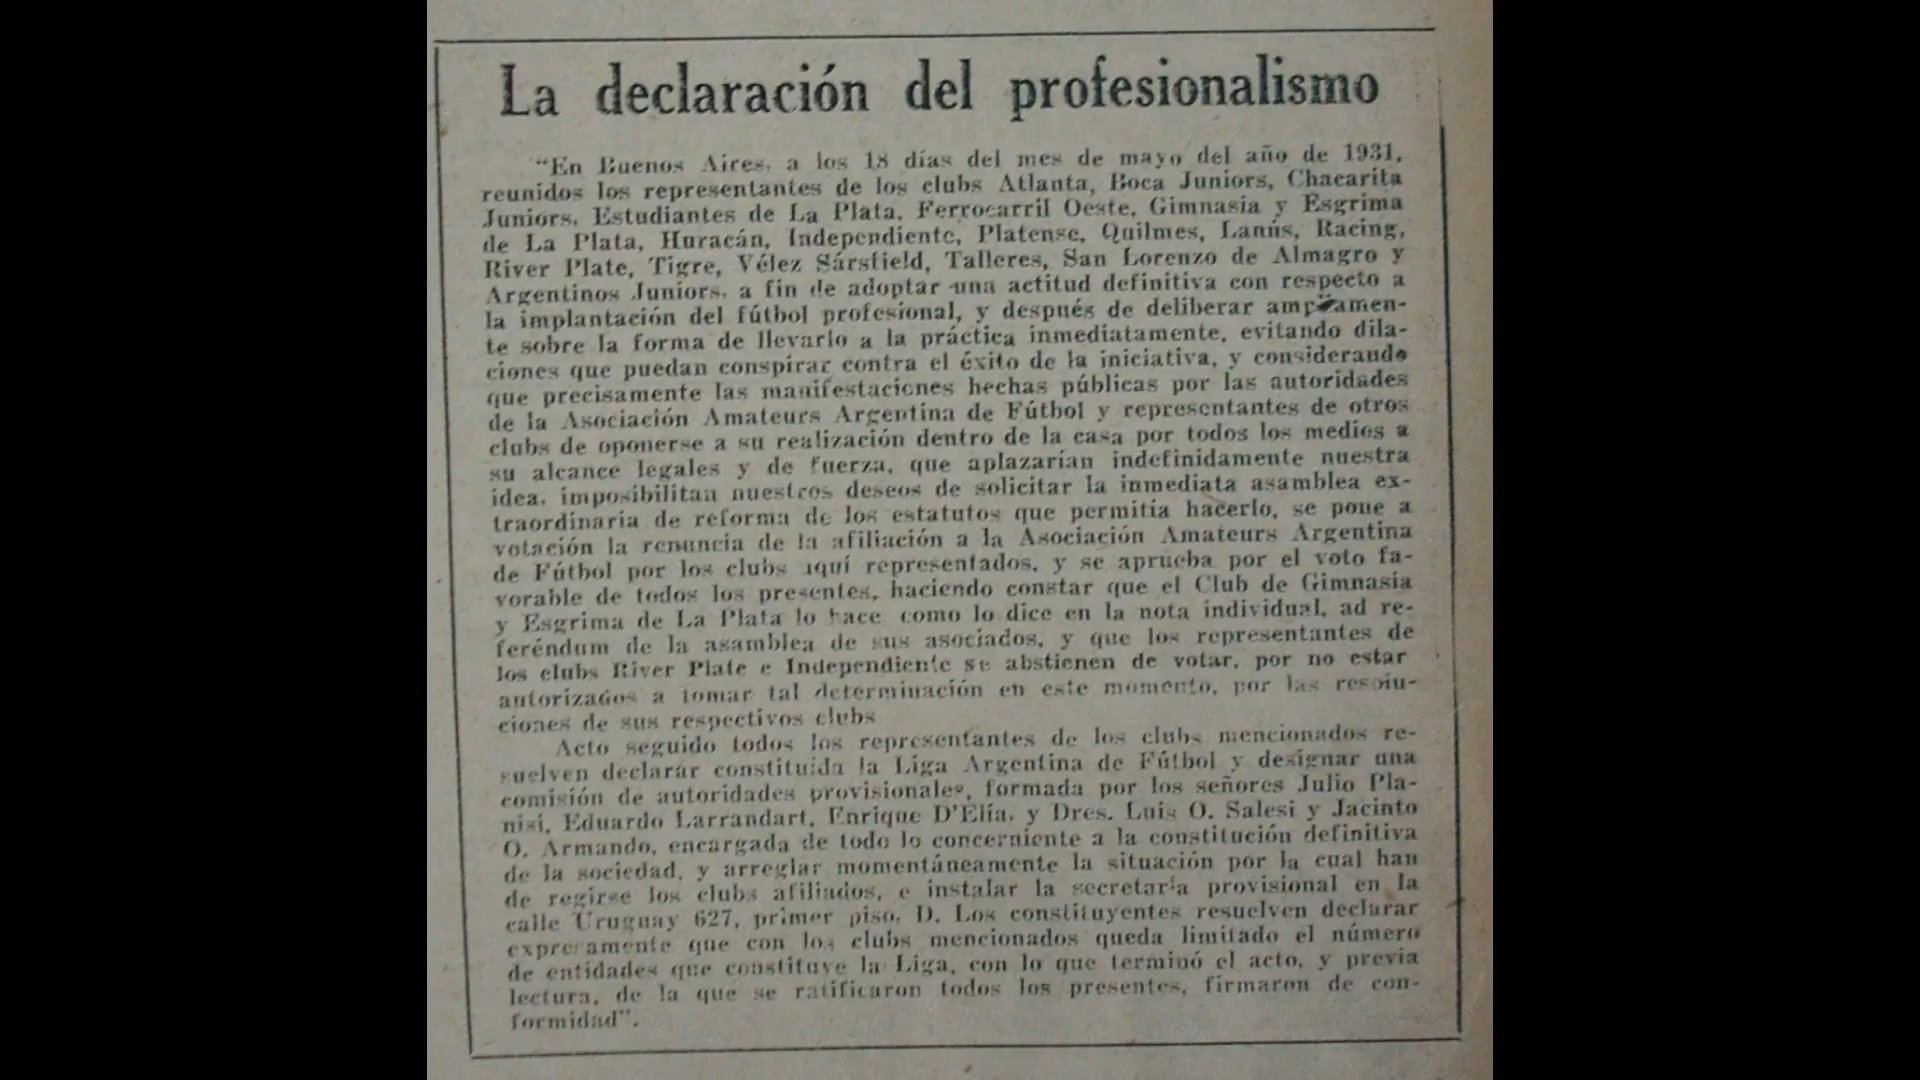 La declaración del profesionalismo
“En Buenos Aires, a los 18 días del mes de mayo del año de 1931,
reunidos los representantes de los clubs Atlanta, Boca Juniors, Chacarita
Juniors, Estudiantes de La Plata, Ferrocarril Oeste, Gimnasia y Esgrima
de La Plata, Huracán, Independiente, Platense, Quilmes, Lanús, Racing,
River Plate, Tigre, Vélez Sársfield, Talleres, San Lorenzo de Almagro y
Argentinos Juniors, a fin de adoptar una actitud definitiva con respecto a
la implantación del fútbol profesional, y después de deliberar ampliamen-
te sobre la forma de llevarlo a la práctica inmediatamente, evitando dila-
ciones que puedan conspirar contra el éxito de la iniciativa, y considerando
que precisamente las manifestaciones hechas públicas por las autoridades
de la Asociación Amateurs Argentina de Fútbol y representantes de otros
clubs de oponerse a su realización dentro de la casa por todos los medios a
su alcance legales y de fuerza, que aplazarían indefinidamente nuestra
idea, imposibilitan nuestros deseos de solicitar la inmediata asamblea ex-
traordinaria de reforma de los estatutos que permitía hacerlo, se pone a
votación la renuncia de la afiliación a la Asociación Amateurs Argentina
de Fútbol por los clubs aquí representados, y se aprueba por el voto fa-
vorable de todos los presentes, haciendo constar que el Club de Gimnasia
y Esgrima de La Plata lo hace como lo dice en la nota individual, ad re-
feréndum de la asamblea de sus asociados, y que los representantes de
los clubs River Plate e Independiente se abstienen de votar, por no estar
autorizados a tomar tal determinación en este momento, por las resolu-
ciones de sus respectivos clubs
Acto seguido todos los representantes de los clubs mencionados re-
suelven declarar constituida la Liga Argentina de Fútbol y designar una
comisión de autoridades provisionales, formada por los señores Julio Pla-
nisi, Eduardo Larrandart, Enrique D'Elía, y Dres. Luis O. Salesi y Jacinto
O. Armando, encargada de todo lo concerniente a la constitución definitiva
de la sociedad, y arreglar momentáneamente la situación por la cual han
de regirse los clubs afiliados, e instalar la secretaría provisional en la
calle Uruguay 627, primer piso, D. Los constituyentes resuelven declarar
expresamente que con los clubs mencionados queda limitado el número
de entidades que constituye la Liga, con lo que terminó el acto, y previa
lectura, de la que se ratificaron todos los presentes, firmaron de con-
formidad”.